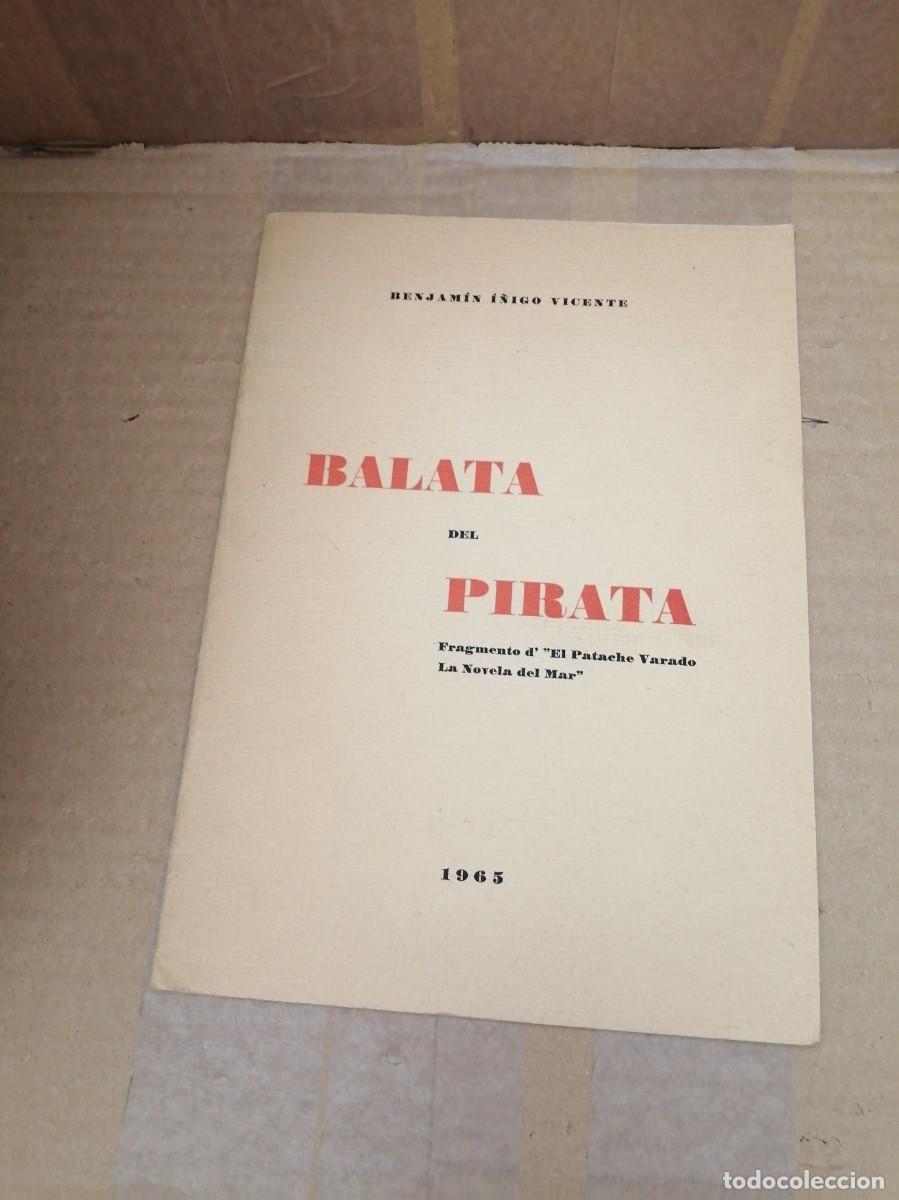 BENJAMÍN ÍÑIGO VICENTE
BALATA
DEL
PIRATA
Fragmento d' "El Patache Varado
La Novela del Mar"
1965
todocoleccion